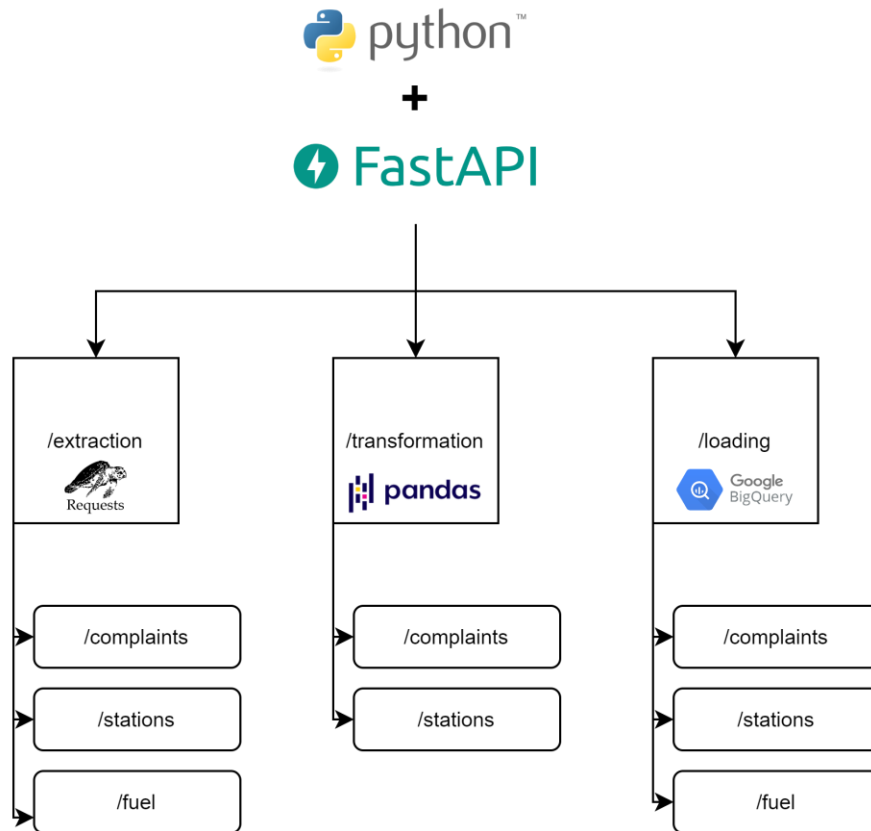 python™
+
FastAPI
/extraction
Requests
/complaints
/stations
/fuel
/transformation
pandas
/complaints
/stations
/loading
Google
BigQuery
/complaints
/stations
/fuel